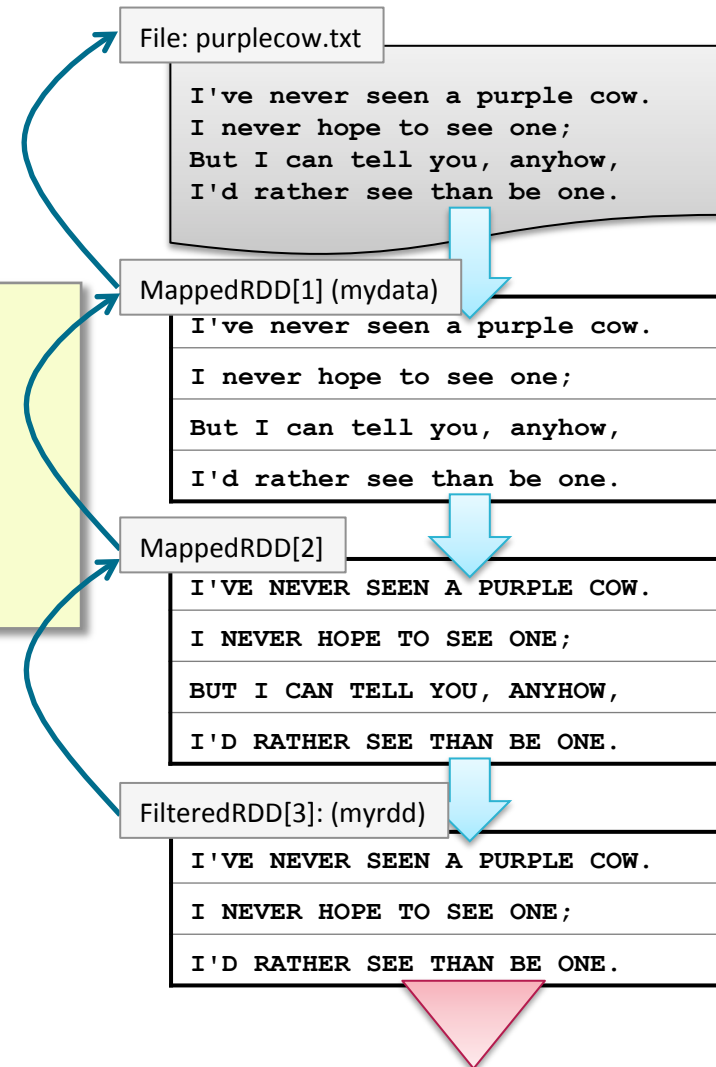 File: purplecow.txt
I've never seen a purple cow.
I never hope to see one;
But I can tell you, anyhow,
I'd rather see than be one.
MappedRDD[1] (mydata)
I've never seen a purple cow.
I never hope to see one;
But I can tell you, anyhow,
I'd rather see than be one.
MappedRDD[2]
I'VE NEVER SEEN A PURPLE COW.
I NEVER HOPE TO SEE ONE;
BUT I CAN TELL YOU, ANYHOW,
I'D RATHER SEE THAN BE ONE.
FilteredRDD[3]: (myrdd)
I'VE NEVER SEEN A PURPLE COW.
I NEVER HOPE TO SEE ONE;
I'D RATHER SEE THAN BE ONE.